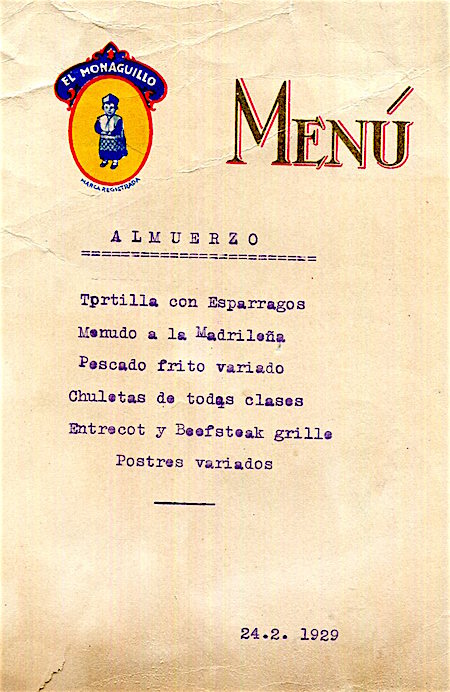 EL MONAGUILLO
MARCA REGISTRADA
MENÚ
ALMUERZO
==========================
Tortilla con Esparragos
Menudo a la Madrileña
Pescado frito variado
Chuletas de todas clases
Entrecot y Beefsteak grille
Postres variados
24.2. 1929